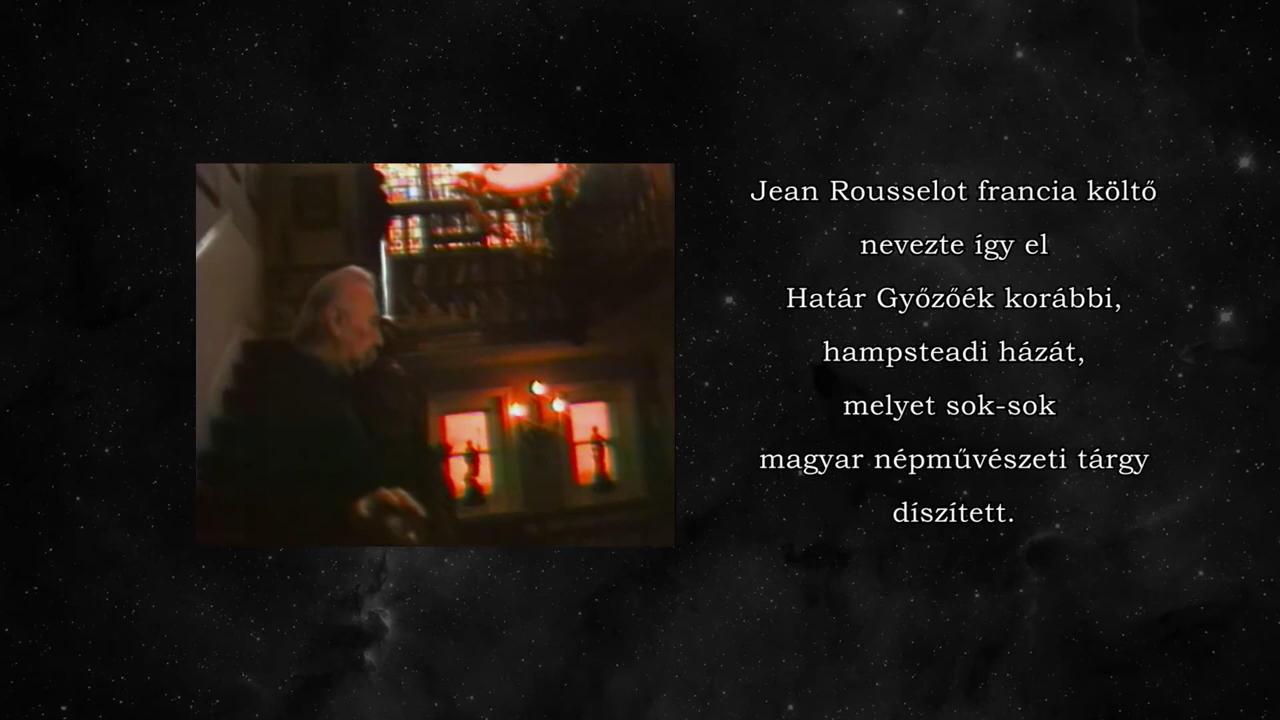 Jean Rousselot francia költő
nevezte így el
Határ Győzőék korábbi,
hampsteadi házát,
melyet sok-sok
magyar népművészeti tárgy
díszített.